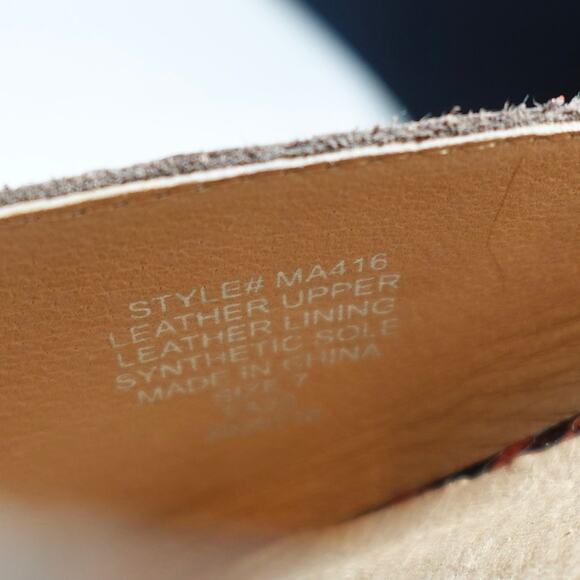 STYLE# MA416
LEATHER UPPER
LEATHER LINING
SYNTHETIC SOLE
MADE IN CHINA
SIZE 7